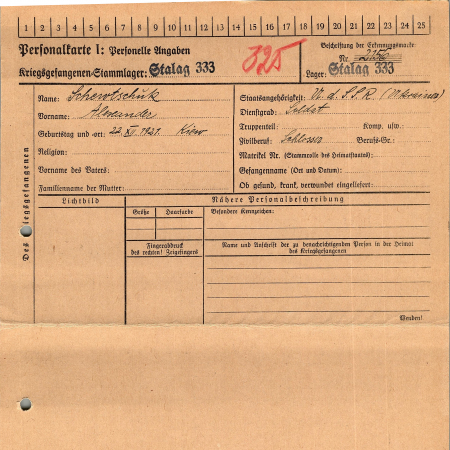 1 2 3 4 5 6 7 8 9 10 11 12 13 14 15 16 17 18 19 20 21 22 23 24 25
Personalkarte I: Personelle Angaben
Kriegsgefangenen-Stammlager: Stalag 333
325
Beschriftung der Erkennungsmarke
Nr. 2156
Lager: Stalag 333
Des Kriegsgefangenen
Name: Schewtschuk
Vorname: Alexander
Geburtstag und -ort: 22 XI 1921. Kiew
Religion:
Vorname des Vaters:
Familienname der Mutter:
Staatsangehörigkeit: U.d.S.S.R (Ukraine)
Dienstgrad: Soldat
Truppenteil: Komp. usw.:
Zivilberuf: Schlosser Berufs-Gr.:
Matrikel Nr. (Stammrolle des Heimatstaates):
Gefangennahme (Ort und Datum):
Ob gesund, krank, verwundet eingeliefert:
Lichtbild
Nähere Personalbeschreibung
Größe Haarfarbe
Besondere Kennzeichen:
Fingerabdruck
des rechten! Zeigefingers
Name und Anschrift der zu benachrichtigenden Person in der Heimat
des Kriegsgefangenen
Wenden!